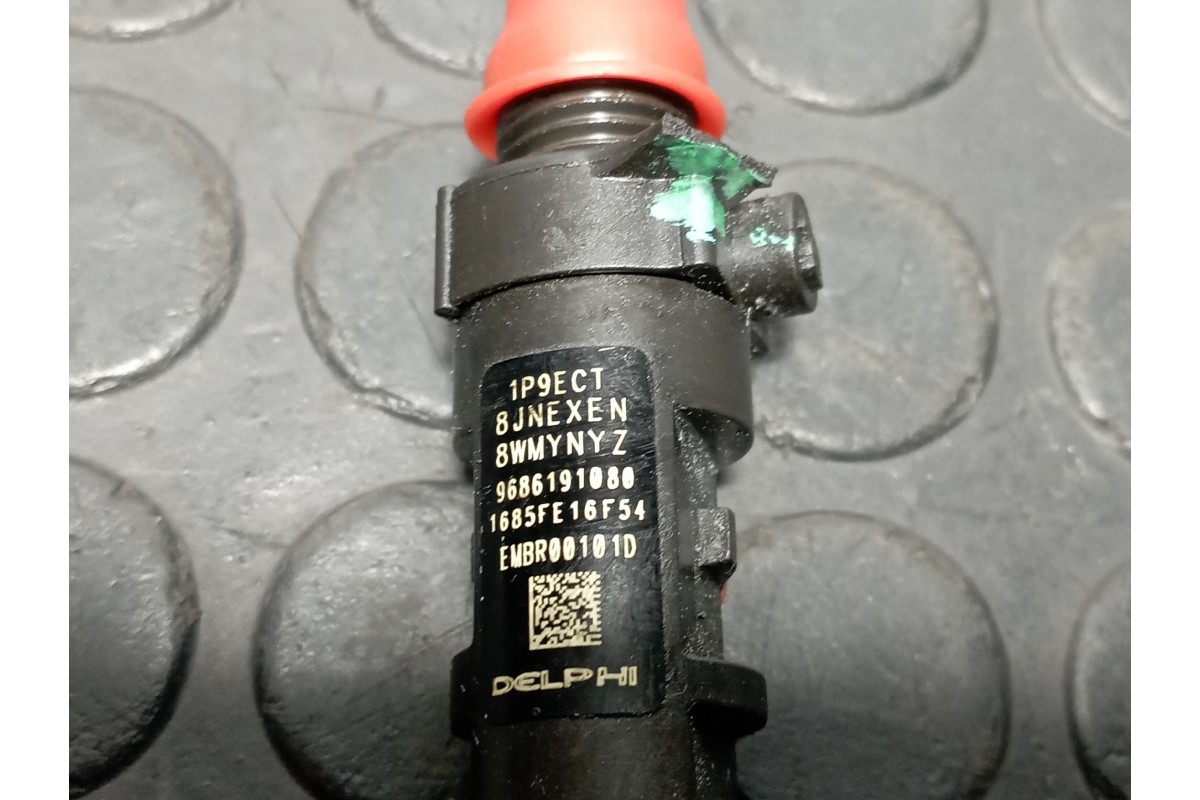 1P9ECT
8JNEXEN
8WMYNYZ
9686191080
1685FE16F54
EMBR00101D
DELPHI